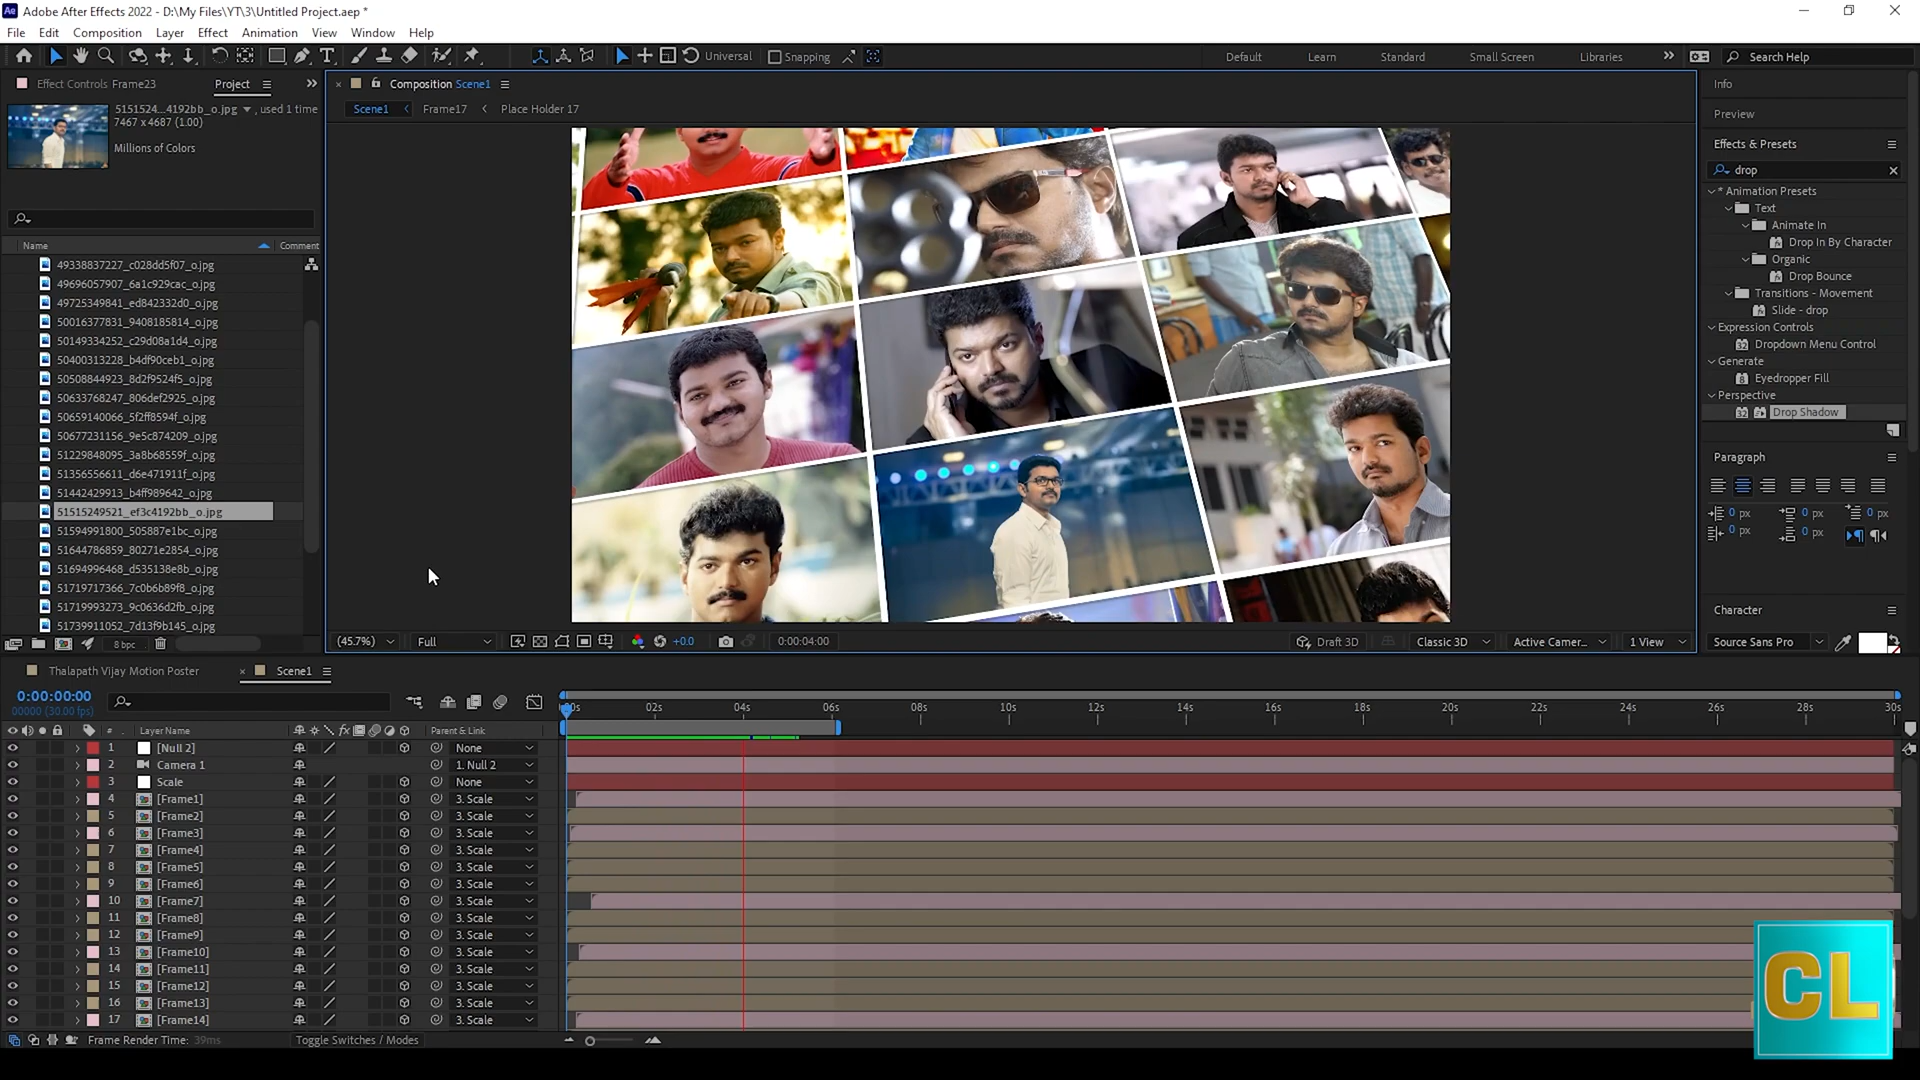 Adobe After Effects 2022 - D:\My Files\YT\3\Untitled Project.aep *
File Edit Composition Layer Effect Animation View Window Help
Universal Snapping Default Learn Standard Small Screen Libraries Search Help
Effect Controls Frame23 Project
5151524...4192bb_o.jpg , used 1 time
7467 x 4687 (1.00)
Millions of Colors
Name Comment
49338837227_c028dd5f07_o.jpg
49696057907_6a1c929cac_o.jpg
49725349841_ed842332d0_o.jpg
50016377831_9408185814_o.jpg
50149334252_c29d08a1d4_o.jpg
50400313228_b4df90ceb1_o.jpg
50508844923_8d2f9524f5_o.jpg
50633768247_806def2925_o.jpg
50659140066_5f2ff8594f_o.jpg
50677231156_9e5c874209_o.jpg
51229848095_3a8b68559f_o.jpg
51356556611_d6e471911f_o.jpg
51442429913_b4ff989642_o.jpg
51515249521_ef3c4192bb_o.jpg
51594991800_505887e1bc_o.jpg
51644786859_80271e2854_o.jpg
51694996468_d535138e8b_o.jpg
51719717366_7c0b6b89f8_o.jpg
51719993273_9c0636d2fb_o.jpg
51739911052_7d13f9b145_o.jpg
8 bpc
Composition Scene1
Scene1 Frame17 Place Holder 17
(45.7%) Full +0.0 0:00:04:00 Draft 3D Classic 3D Active Camer... 1 View
Info
Preview
Effects & Presets
drop
* Animation Presets
Text
Animate In
Drop In By Character
Organic
Drop Bounce
Transitions - Movement
Slide - drop
Expression Controls
Dropdown Menu Control
Generate
Eyedropper Fill
Perspective
Drop Shadow
Paragraph
0 px 0 px 0 px
0 px 0 px
Character
Source Sans Pro
Thalapath Vijay Motion Poster Scene1
0:00:00:00
00000 (30.00 fps)
:00s 02s 04s 06s 08s 10s 12s 14s 16s 18s 20s 22s 24s 26s 28s 30s
# Layer Name fx Parent & Link
1 [Null 2] None
2 Camera 1 1. Null 2
3 Scale None
4 [Frame1] 3. Scale
5 [Frame2] 3. Scale
6 [Frame3] 3. Scale
7 [Frame4] 3. Scale
8 [Frame5] 3. Scale
9 [Frame6] 3. Scale
10 [Frame7] 3. Scale
11 [Frame8] 3. Scale
12 [Frame9] 3. Scale
13 [Frame10] 3. Scale
14 [Frame11] 3. Scale
15 [Frame12] 3. Scale
16 [Frame13] 3. Scale
17 [Frame14] 3. Scale
Frame Render Time: 39ms Toggle Switches / Modes
CL